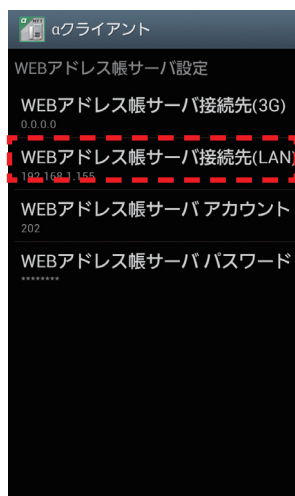 αクライアント
WEBアドレス帳サーバ設定
WEBアドレス帳サーバ接続先(3G)
0.0.0.0
WEBアドレス帳サーバ接続先(LAN)
192.168.1.155
WEBアドレス帳サーバ アカウント
202
WEBアドレス帳サーバ パスワード
********